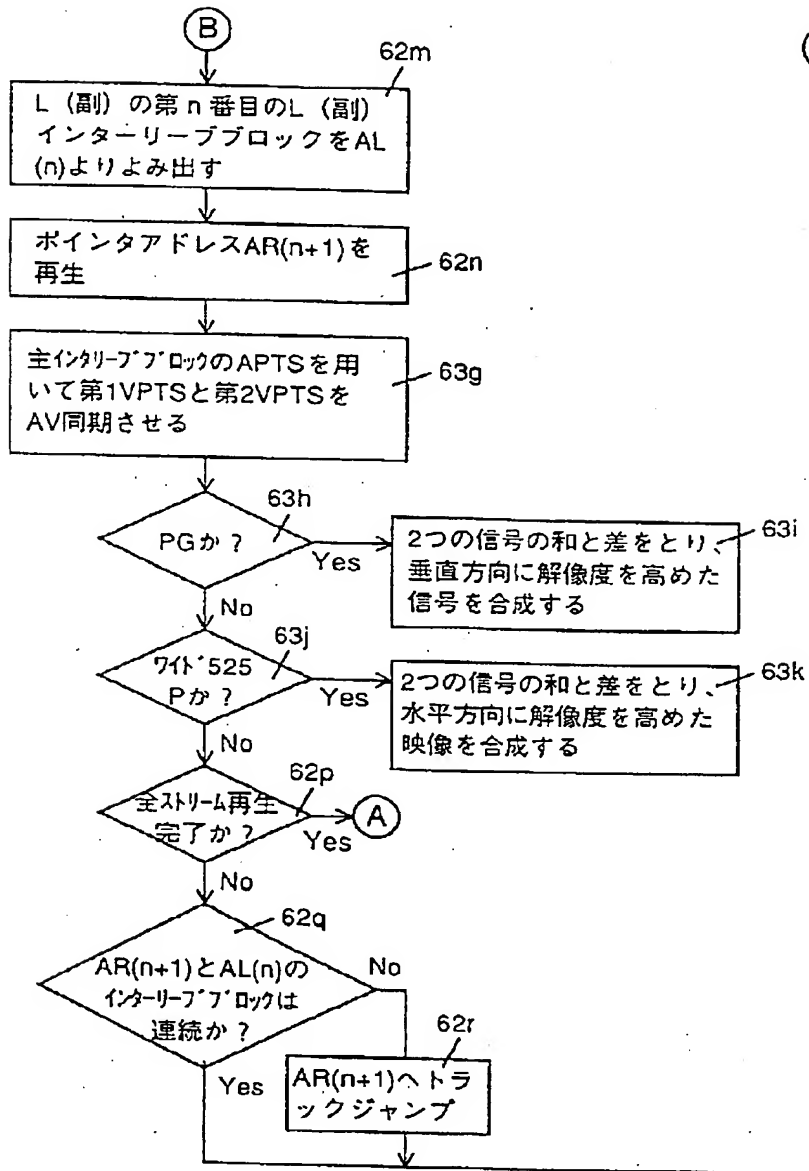 B
62m
L（副）の第n番目のL（副）
インターリーブブロックをAL
(n)よりよみ出す
ポインタアドレスAR(n+1)を
再生
62n
主インタリーブブロックのAPTSを用
いて第1VPTSと第2VPTSを
AV同期させる
63g
63h
PGか？
Yes
2つの信号の和と差をとり、
垂直方向に解像度を高めた
信号を合成する
63i
No
63j
ワイド525
Pか？
Yes
2つの信号の和と差をとり、
水平方向に解像度を高めた
映像を合成する
63k
No
62p
全ストリーム再生
完了か？
Yes
A
No
62q
AR(n+1)とAL(n)の
インターリーブブロックは
連続か？
No
Yes
62r
AR(n+1)へトラ
ックジャンプ